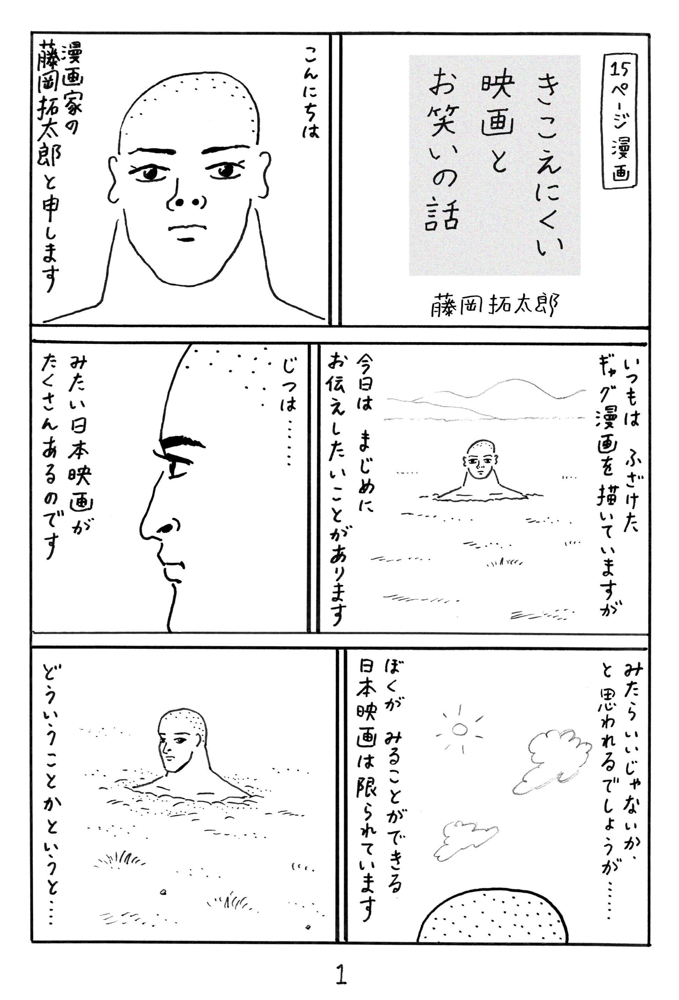 15ページ漫画
きこえにくい
映画と
お笑いの話
藤岡拓太郎
こんにちは
漫画家の
藤岡拓太郎と申します
いつもは ふざけた
ギャグ漫画を描いていますが
今日は まじめに
お伝えしたいことがあります
じつは……
みたい日本映画が
たくさんあるのです
みたらいいじゃないか、
と思われるでしょうが……
ぼくが みることができる
日本映画は限られています
どういうことかというと……
1